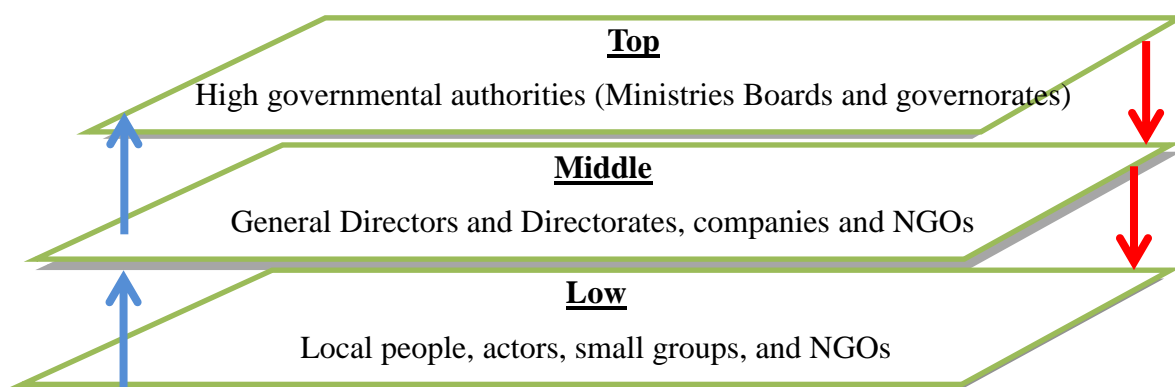 Top
High governmental authorities (Ministries Boards and governorates)
Middle
General Directors and Directorates, companies and NGOs
Low
Local people, actors, small groups, and NGOs